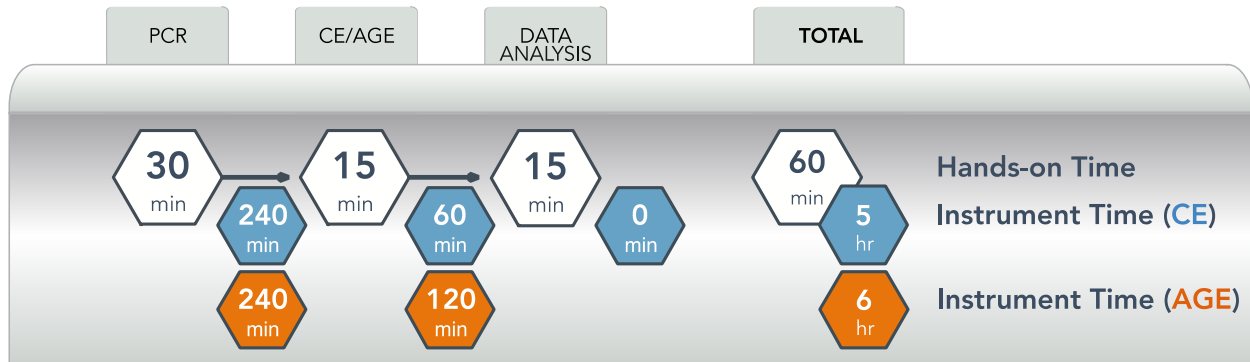 PCR
CE/AGE
DATA
ANALYSIS
TOTAL
30
min
15
min
15
min
60
min
Hands-on Time
240
min
60
min
0
min
5
hr
Instrument Time (CE)
240
min
120
min
6
hr
Instrument Time (AGE)